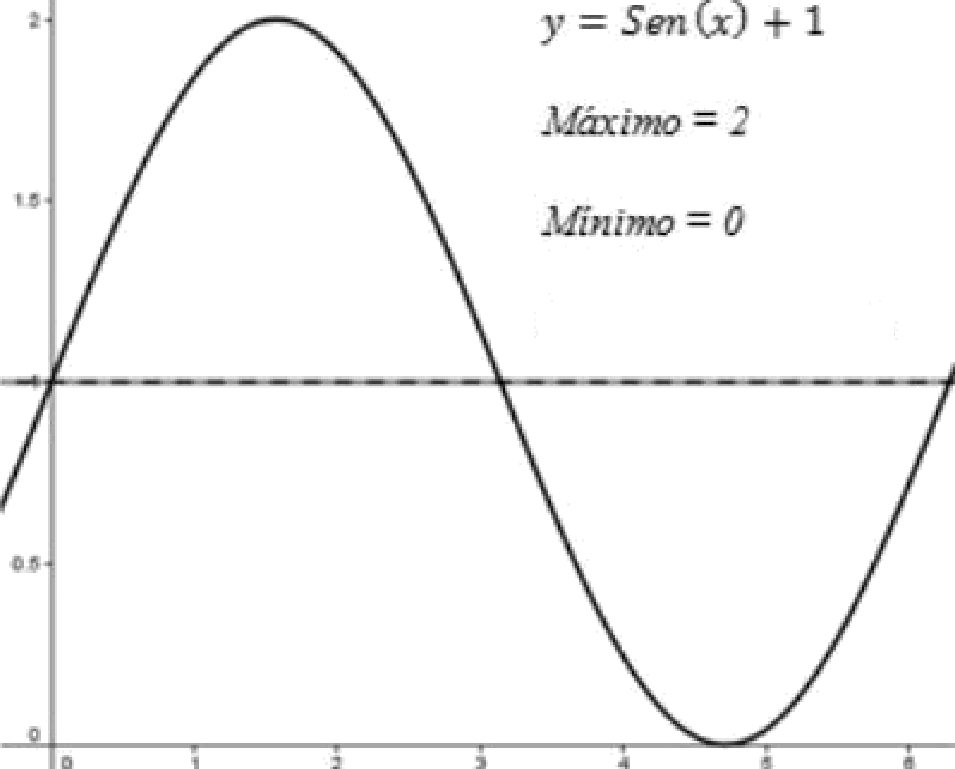 2
y = Sen(x) + 1
Máximo = 2
1.5
Mínimo = 0
1
0.5
0
0 1 2 3 4 5 6